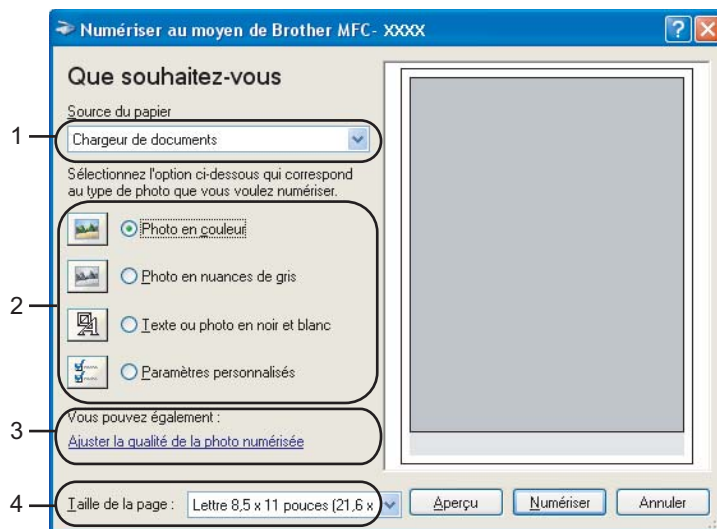 Numériser au moyen de Brother MFC- XXXX
Que souhaitez-vous
Source du papier
1
Chargeur de documents
Sélectionnez l'option ci-dessous qui correspond
au type de photo que vous voulez numériser.
Photo en couleur
Photo en nuances de gris
2
Texte ou photo en noir et blanc
Paramètres personnalisés
Vous pouvez également :
3
Ajuster la qualité de la photo numérisée
4
Taille de la page : Lettre 8,5 x 11 pouces (21,6 x
Aperçu Numériser Annuler